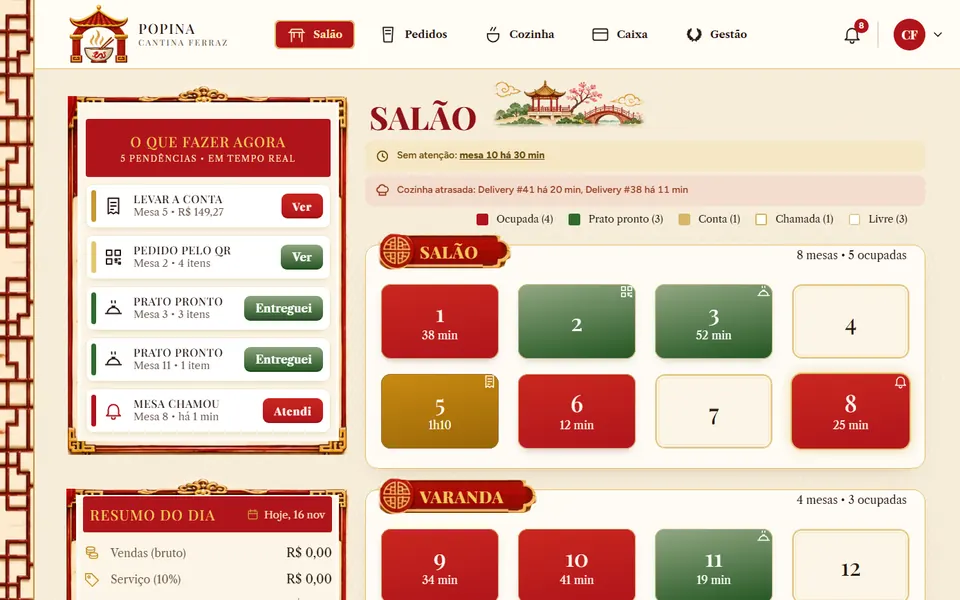 POPINA
CANTINA FERRAZ
Salão
Pedidos
Cozinha
Caixa
Gestão
8
CF
O QUE FAZER AGORA
5 PENDÊNCIAS • EM TEMPO REAL
LEVAR A CONTA
Mesa 5 • R$ 149,27
Ver
PEDIDO PELO QR
Mesa 2 • 4 itens
Ver
PRATO PRONTO
Mesa 3 • 3 itens
Entreguei
PRATO PRONTO
Mesa 11 • 1 item
Entreguei
MESA CHAMOU
Mesa 8 • há 1 min
Atendi
RESUMO DO DIA
Hoje, 16 nov
Vendas (bruto) R$ 0,00
Serviço (10%) R$ 0,00
SALÃO
Sem atenção: mesa 10 há 30 min
Cozinha atrasada: Delivery #41 há 20 min, Delivery #38 há 11 min
Ocupada (4) Prato pronto (3) Conta (1) Chamada (1) Livre (3)
SALÃO
8 mesas • 5 ocupadas
1
38 min
2
3
52 min
4
5
1h10
6
12 min
7
8
25 min
VARANDA
4 mesas • 3 ocupadas
9
34 min
10
41 min
11
19 min
12